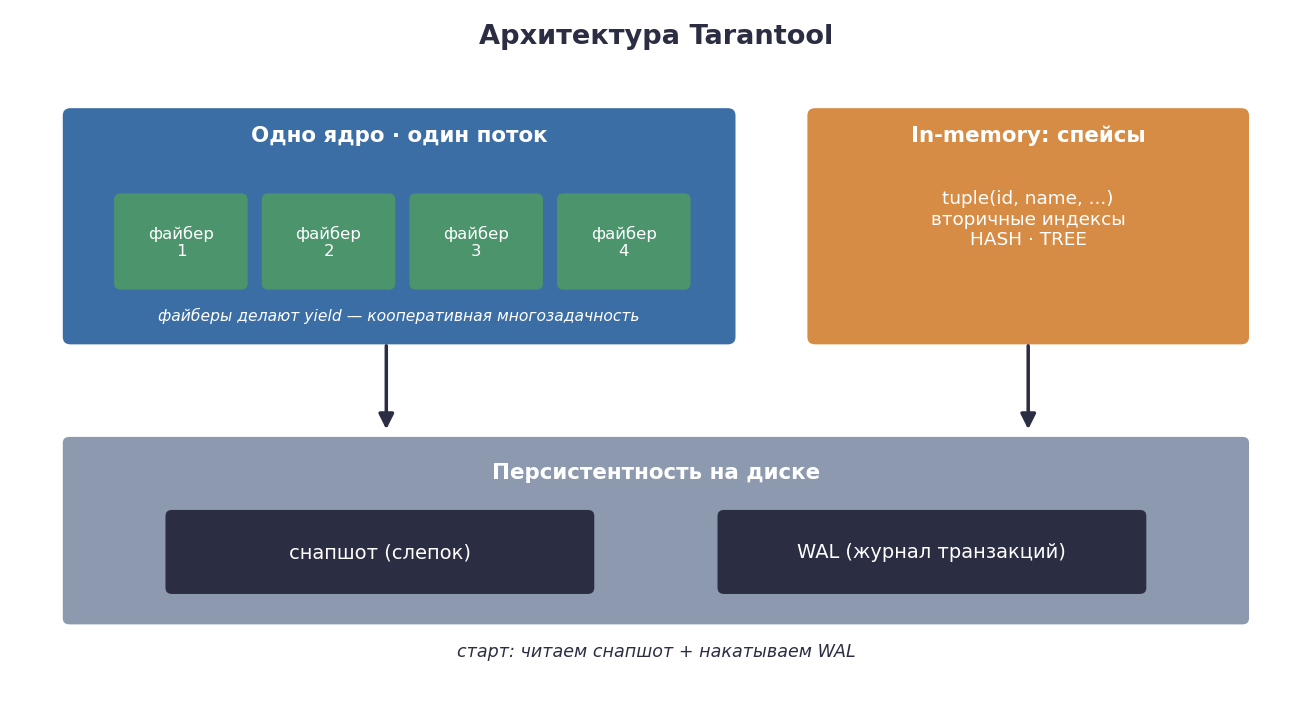 Архитектура Tarantool
Одно ядро · один поток
файбер
1
файбер
2
файбер
3
файбер
4
файберы делают yield — кооперативная многозадачность
In-memory: спейсы
tuple(id, name, ...)
вторичные индексы
HASH · TREE
Персистентность на диске
снапшот (слепок)
WAL (журнал транзакций)
старт: читаем снапшот + накатываем WAL